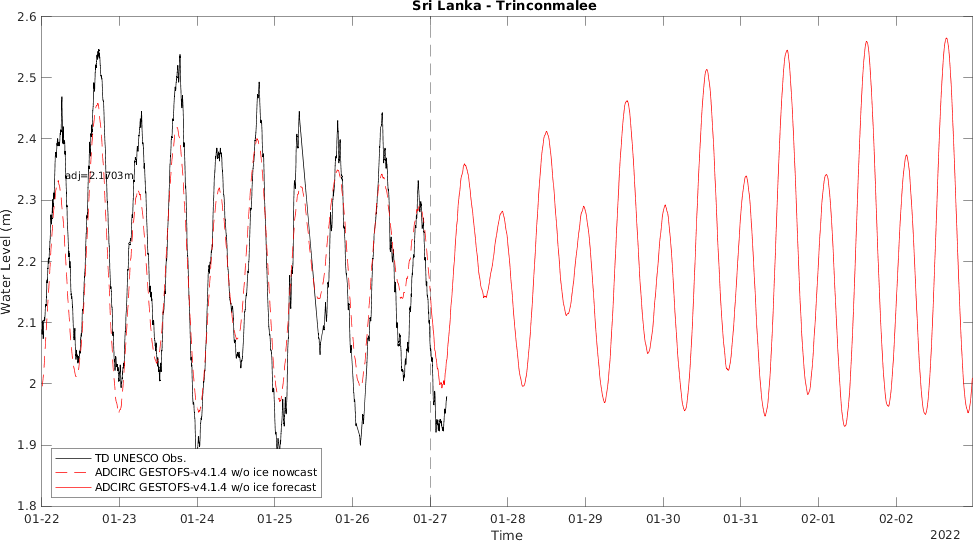 Sri Lanka - Trinconmalee
Water Level (m)
2.6
2.5
2.4
2.3
2.2
2.1
2
1.9
1.8
adj=2.1703m
TD UNESCO Obs.
ADCIRC GESTOFS-v4.1.4 w/o ice nowcast
ADCIRC GESTOFS-v4.1.4 w/o ice forecast
01-22 01-23 01-24 01-25 01-26 01-27 01-28 01-29 01-30 01-31 02-01 02-02
Time
2022